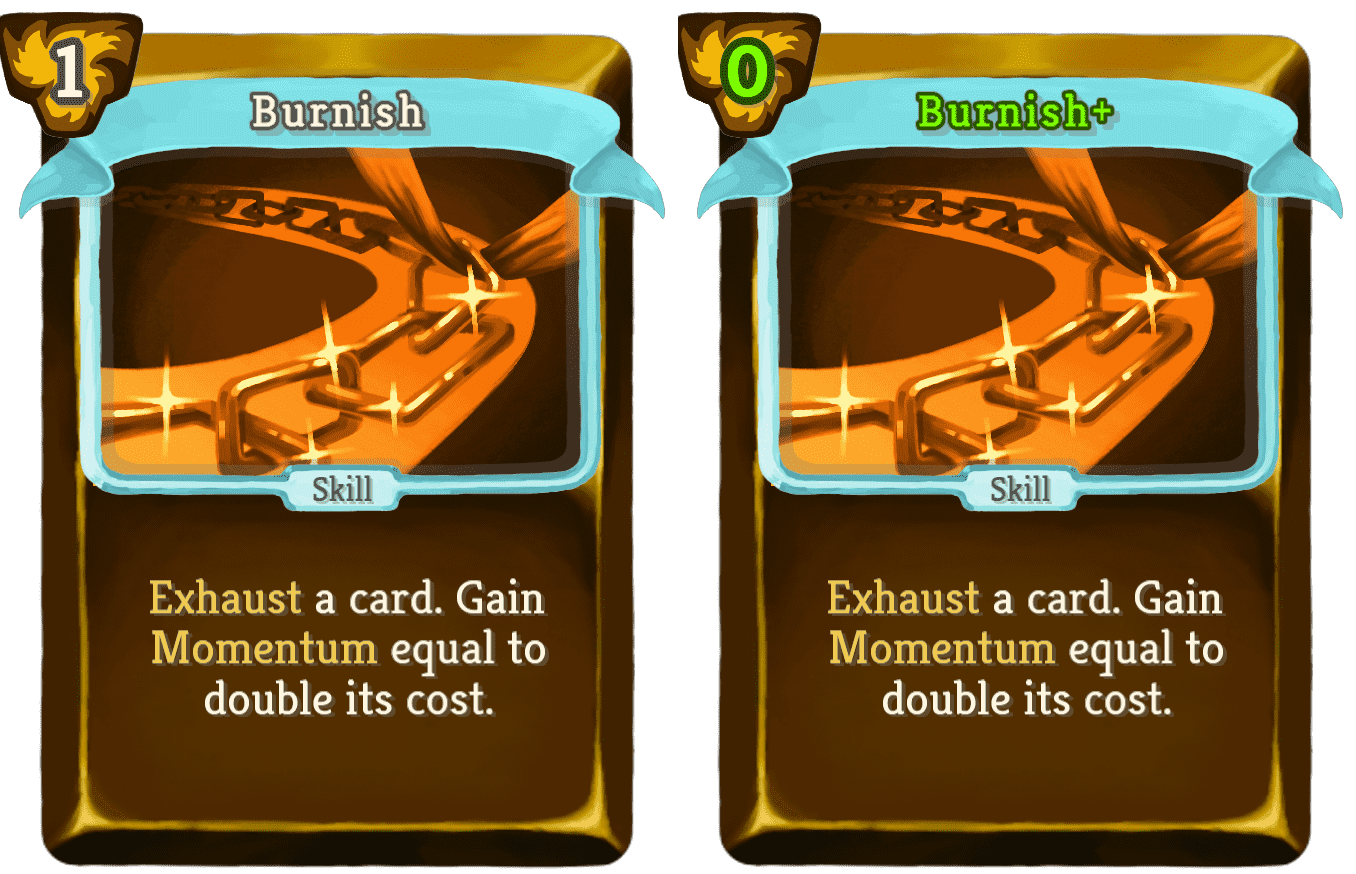 1
Burnish
Skill
Exhaust a card. Gain
Momentum equal to
double its cost.
0
Burnish+
Skill
Exhaust a card. Gain
Momentum equal to
double its cost.